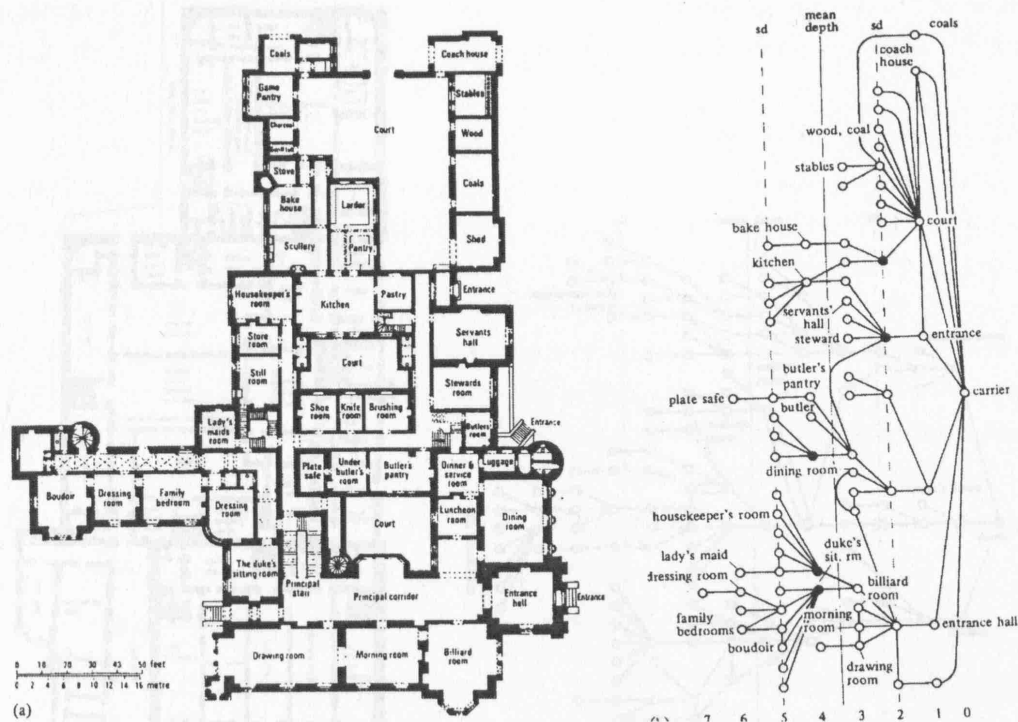 Coals
Coach house
Game
Pantry
Stables
Court
Wood
Stove
Coals
Bake
house
Larder
Scullery
Pantry
Shed
Housekeeper's
room
Kitchen
Pastry
Entrance
Store
room
Servants
hall
Court
Still
room
Stewards
room
Shoe
room
Knife
room
Brushing
room
Lady's
maids
room
Butlers
room
Entrance
Plate
safe
Under
butler's
room
Butler's
pantry
Dinner &
service
room
Luggage
Boudoir
Dressing
room
Family
bedroom
Dressing
room
Court
Luncheon
room
Dining
room
The duke's
sitting room
Principal
stair
Principal corridor
Entrance
hall
Entrance
Drawing room
Morning room
Billiard
room
0 10 20 30 40 50 feet
0 2 4 6 8 10 12 14 16 metre
(a)
sd
mean
depth
sd
coals
coach
house
wood, coal
stables
court
bake house
kitchen
servants'
hall
steward
entrance
butler's
pantry
carrier
plate safe
butler
dining room
housekeeper's room
duke's
sit. rm
lady's maid
dressing room
billiard
room
family
bedrooms
morning
room
entrance hall
boudoir
drawing
room
7 6 5 4 3 2 1 0